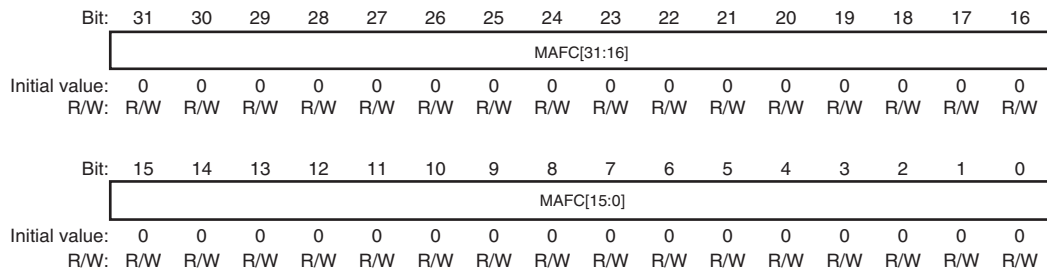 Bit: 31 30 29 28 27 26 25 24 23 22 21 20 19 18 17 16
MAFC[31:16]
Initial value: 0 0 0 0 0 0 0 0 0 0 0 0 0 0 0 0
R/W: R/W R/W R/W R/W R/W R/W R/W R/W R/W R/W R/W R/W R/W R/W R/W R/W
Bit: 15 14 13 12 11 10 9 8 7 6 5 4 3 2 1 0
MAFC[15:0]
Initial value: 0 0 0 0 0 0 0 0 0 0 0 0 0 0 0 0
R/W: R/W R/W R/W R/W R/W R/W R/W R/W R/W R/W R/W R/W R/W R/W R/W R/W